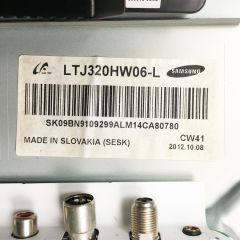 LTJ320HW06-L
SAMSUNG
SK09BN9109299ALM14CA80780
CW41
MADE IN SLOVAKIA (SESK)
2012.10.08